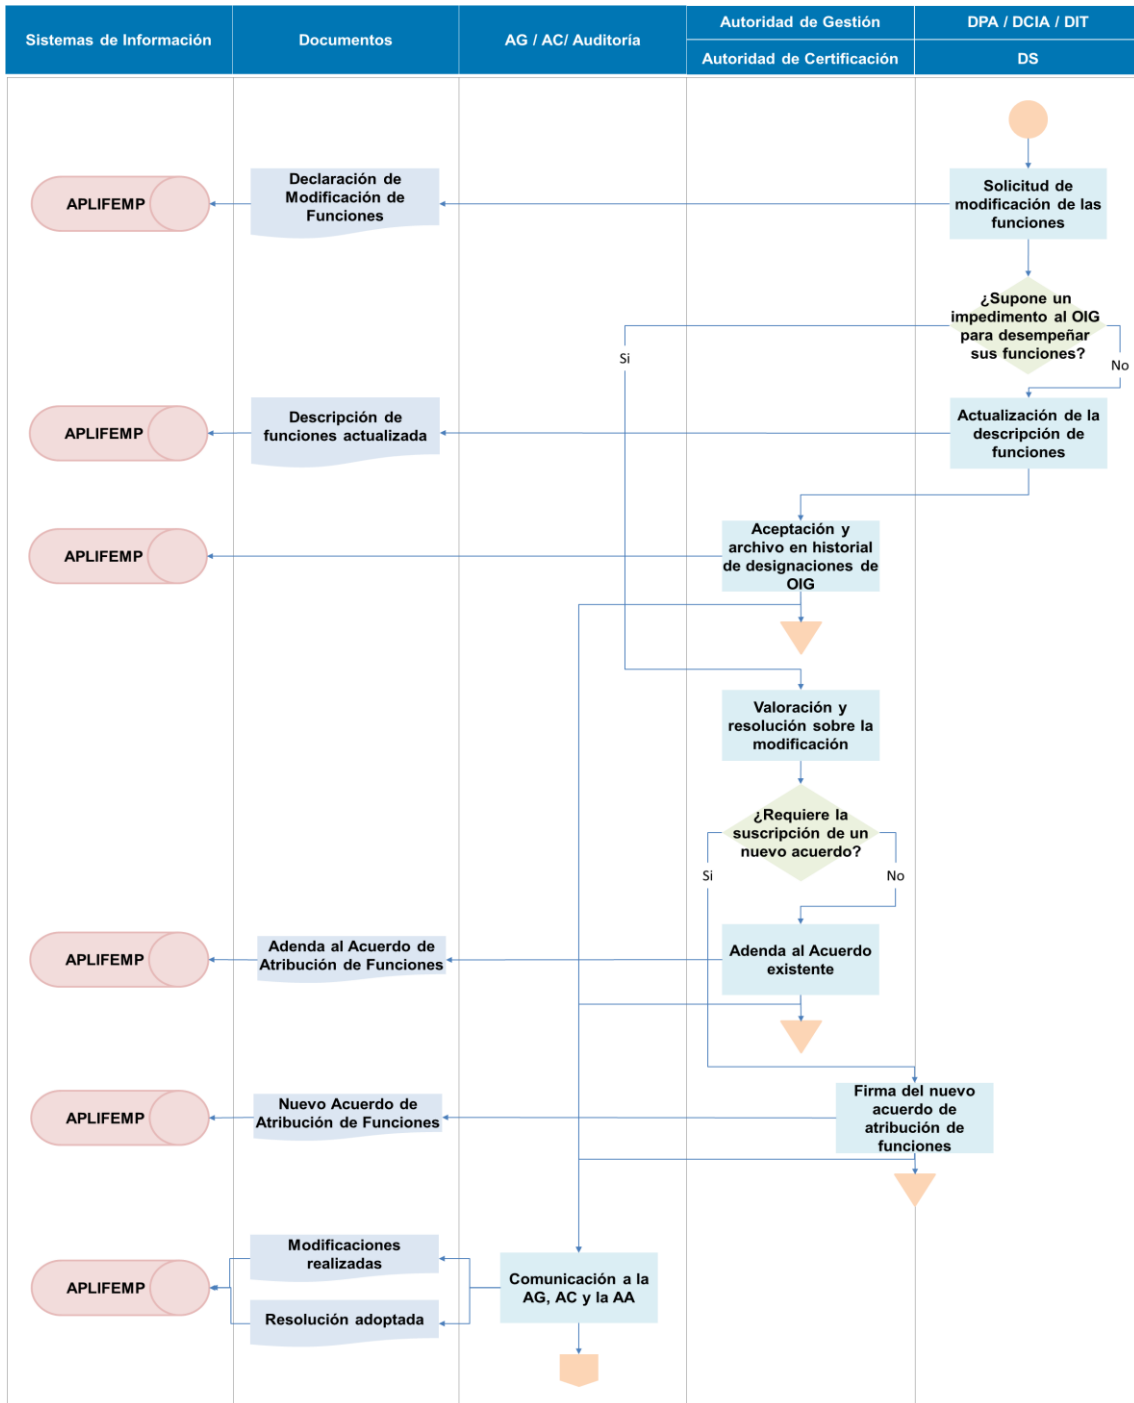 Sistemas de Información
Documentos
AG / AC/ Auditoría
Autoridad de Gestión
Autoridad de Certificación
DPA / DCIA / DIT
DS
APLIFEMP
Declaración de
Modificación de
Funciones
Solicitud de
modificación de las
funciones
¿Supone un
impedimento al OIG
para desempeñar
sus funciones?
Si
No
APLIFEMP
Descripción de
funciones actualizada
Actualización de la
descripción de
funciones
APLIFEMP
Aceptación y
archivo en historial
de designaciones de
OIG
Valoración y
resolución sobre la
modificación
¿Requiere la
suscripción de un
nuevo acuerdo?
Si
No
APLIFEMP
Adenda al Acuerdo de
Atribución de Funciones
Adenda al Acuerdo
existente
APLIFEMP
Nuevo Acuerdo de
Atribución de Funciones
Firma del nuevo
acuerdo de
atribución de
funciones
APLIFEMP
Modificaciones
realizadas
Resolución adoptada
Comunicación a la
AG, AC y la AA